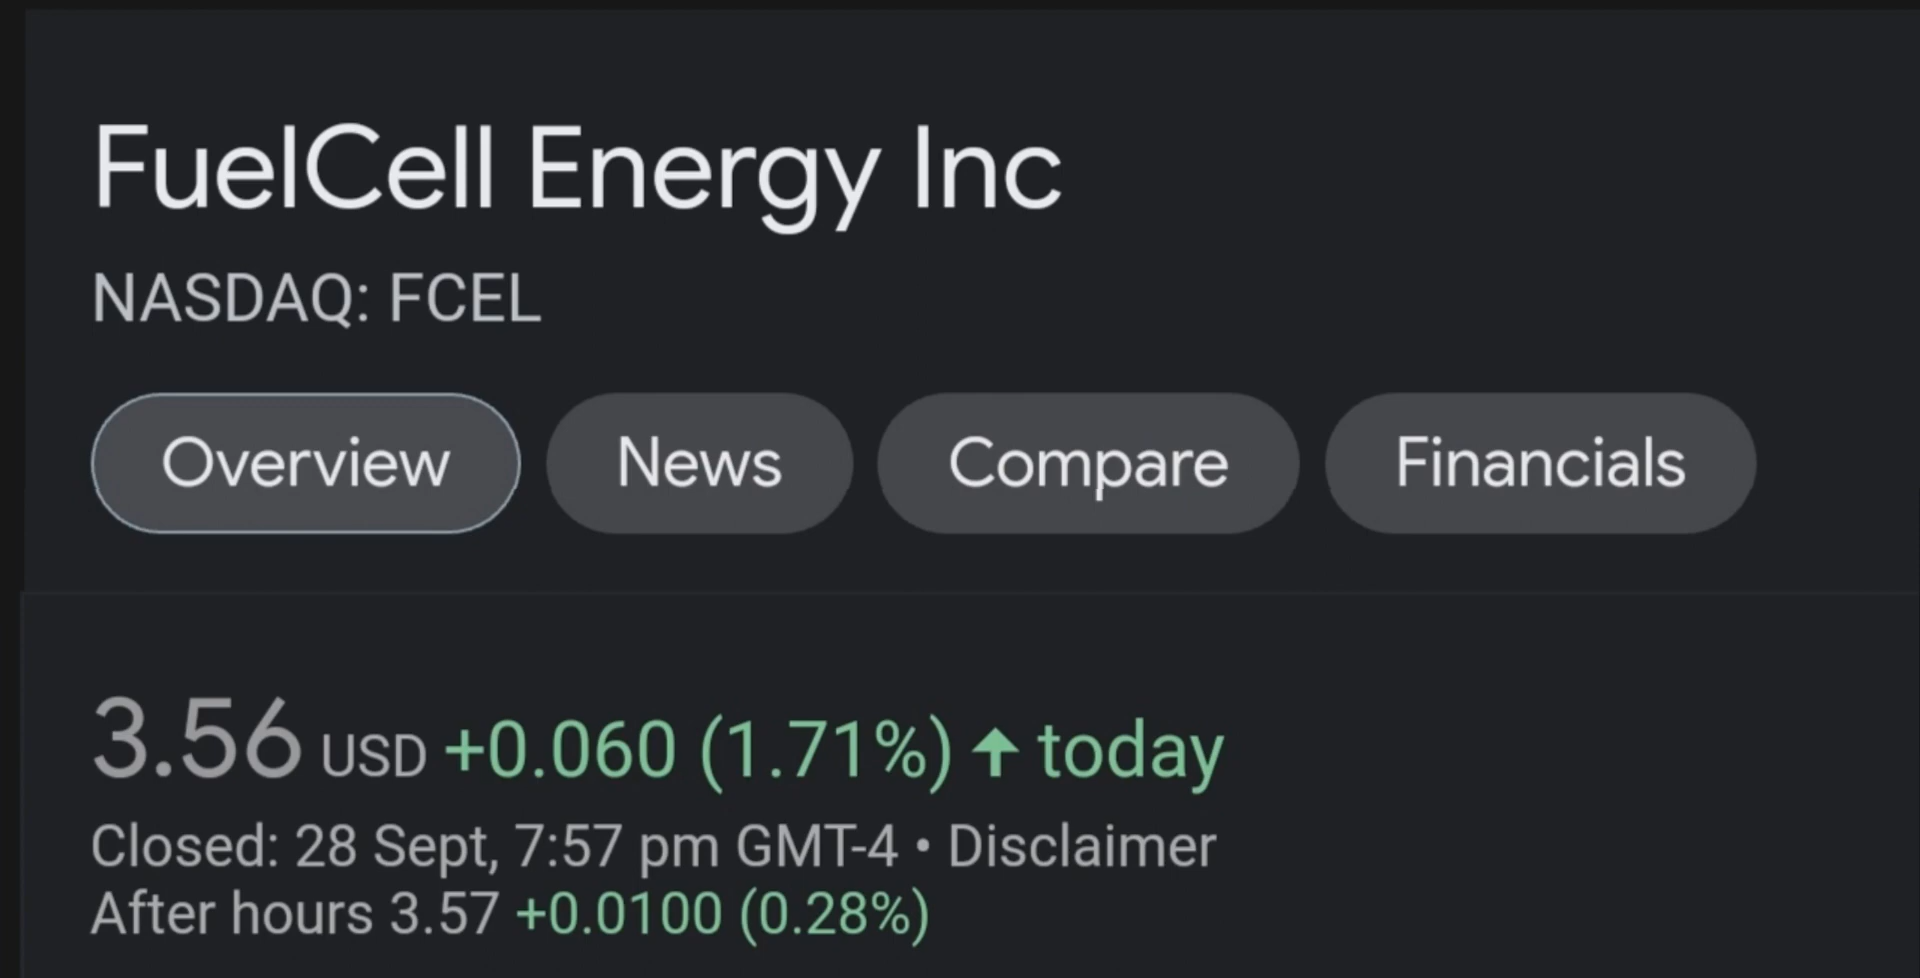 FuelCell Energy Inc
NASDAQ: FCEL
Overview News Compare Financials
3.56 USD +0.060 (1.71%) ↑ today
Closed: 28 Sept, 7:57 pm GMT-4 • Disclaimer
After hours 3.57 +0.0100 (0.28%)